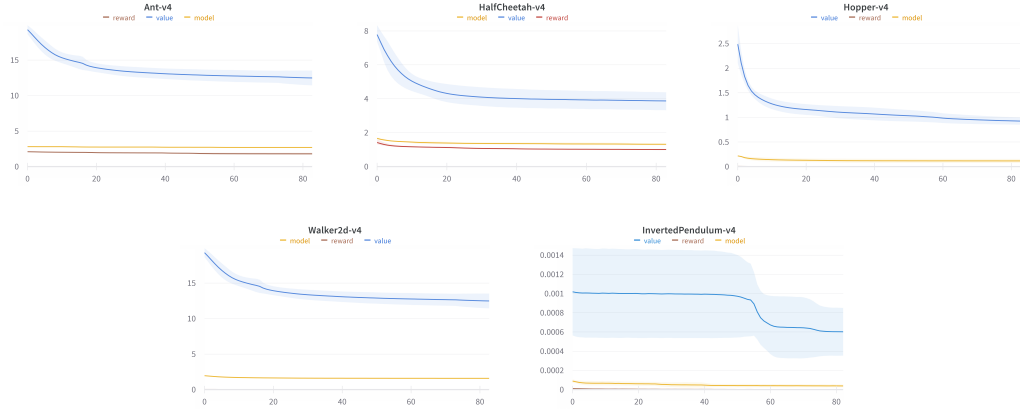 Ant-v4
reward value model
15
10
5
0
0 20 40 60 80
HalfCheetah-v4
model value reward
8
6
4
2
0
0 20 40 60 80
Hopper-v4
value reward model
2.5
2
1.5
1
0.5
0
0 20 40 60 80
Walker2d-v4
model reward value
15
10
5
0
0 20 40 60 80
InvertedPendulum-v4
value reward model
0.0014
0.0012
0.001
0.0008
0.0006
0.0004
0.0002
0
0 20 40 60 80